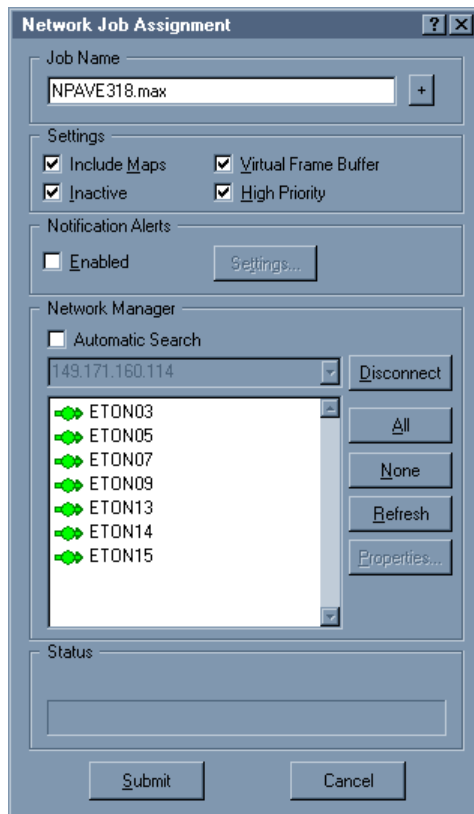 Network Job Assignment ? ×
Job Name
NPAVE318.max +
Settings
Include Maps Virtual Frame Buffer
Inactive High Priority
Notification Alerts
Enabled Settings...
Network Manager
Automatic Search
149.171.160.114 Disconnect
ETON03
All
ETON05
ETON07
None
ETON09
Refresh
ETON13
ETON14
Properties...
ETON15
Status
Submit Cancel